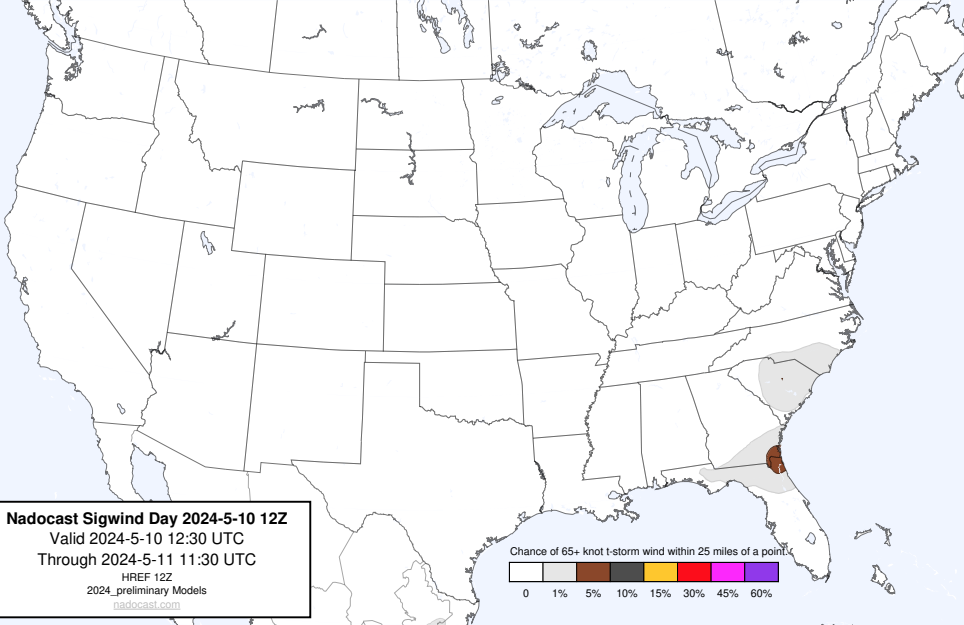 Nadocast Sigwind Day 2024-5-10 12Z
Valid 2024-5-10 12:30 UTC
Through 2024-5-11 11:30 UTC
HREF 12Z
2024_preliminary Models
nadocast.com
Chance of 65+ knot t-storm wind within 25 miles of a point.
0 1% 5% 10% 15% 30% 45% 60%